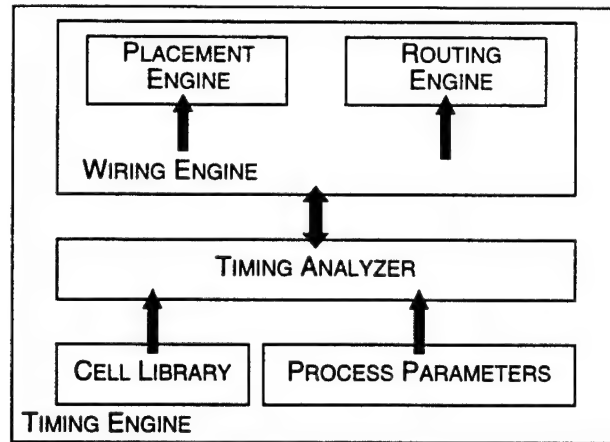 PLACEMENT
ENGINE
ROUTING
ENGINE
WIRING ENGINE
TIMING ANALYZER
CELL LIBRARY
PROCESS PARAMETERS
TIMING ENGINE